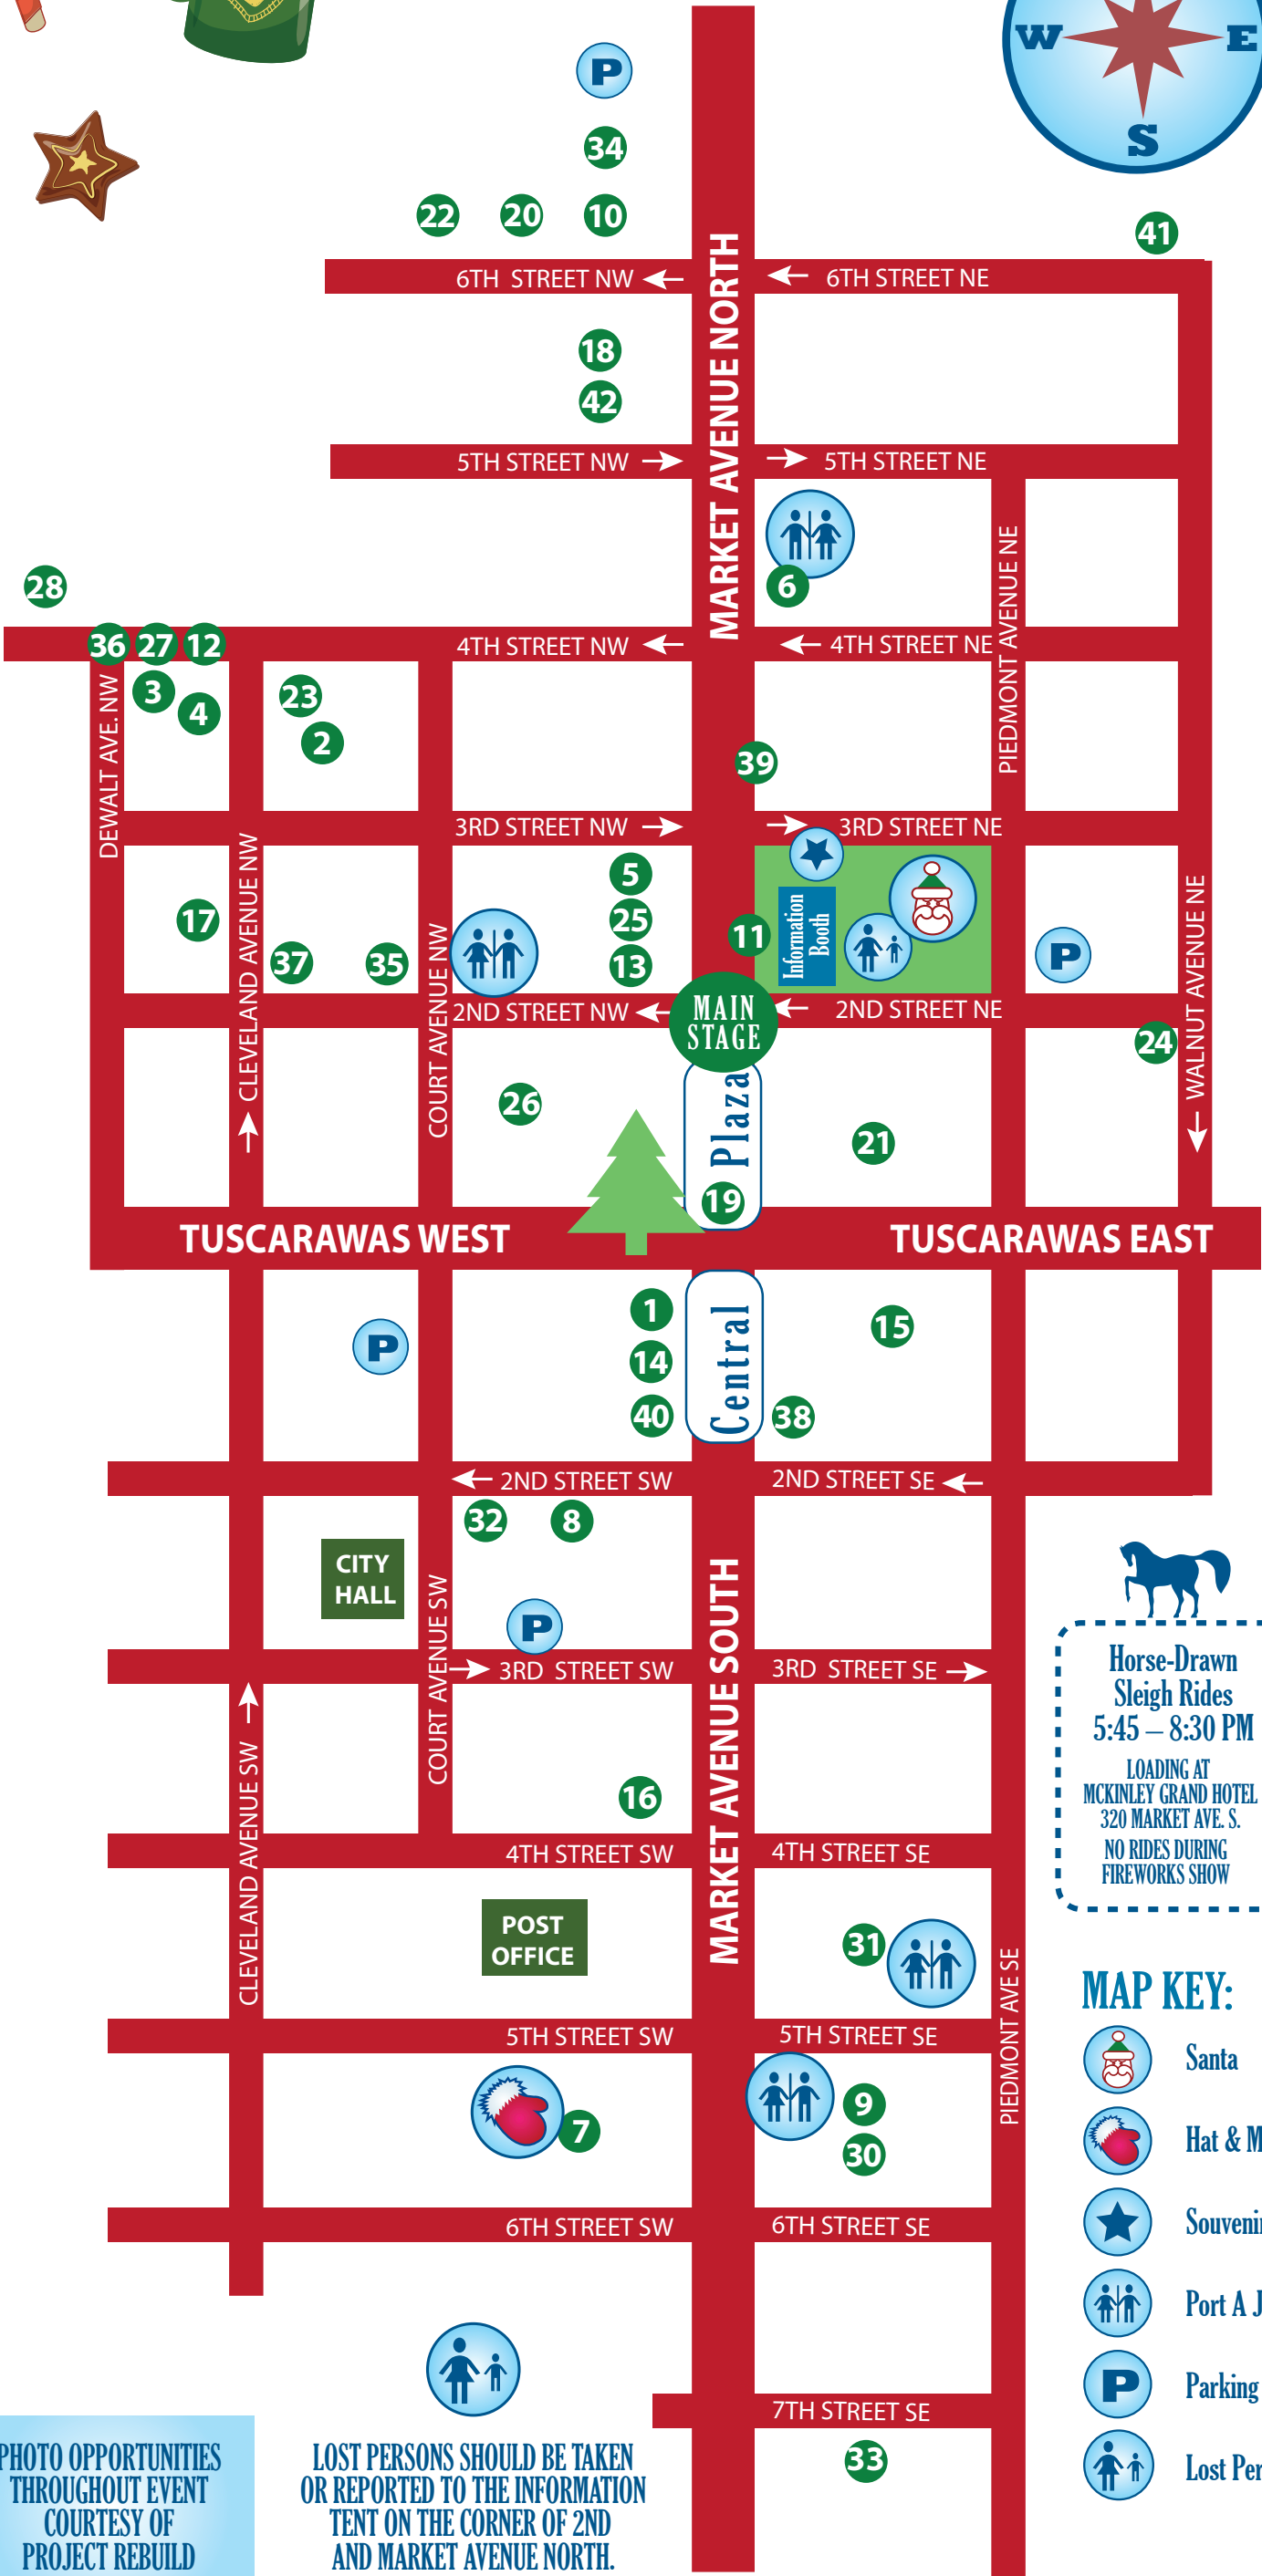 W
E
S
P
34
22
20
10
41
6TH STREET NW
6TH STREET NE
MARKET AVENUE NORTH
18
42
5TH STREET NW
5TH STREET NE
PIEDMONT AVENUE NE
6
28
36
27
12
4TH STREET NW
4TH STREET NE
DEWALT AVE. NW
3
4
23
2
39
3RD STREET NW
3RD STREET NE
CLEVELAND AVENUE NW
COURT AVENUE NW
WALNUT AVENUE NE
5
25
13
17
37
35
11
Information
Booth
P
2ND STREET NW
MAIN
STAGE
2ND STREET NE
24
26
Plaza
21
19
TUSCARAWAS WEST
TUSCARAWAS EAST
1
14
40
Central
15
38
P
2ND STREET SW
2ND STREET SE
32
8
CITY
HALL
COURT AVENUE SW
MARKET AVENUE SOUTH
P
3RD STREET SW
3RD STREET SE
Horse-Drawn
Sleigh Rides
5:45 – 8:30 PM
LOADING AT
MCKINLEY GRAND HOTEL
320 MARKET AVE. S.
NO RIDES DURING
FIREWORKS SHOW
CLEVELAND AVENUE SW
16
4TH STREET SW
4TH STREET SE
POST
OFFICE
31
PIEDMONT AVE SE
5TH STREET SW
5TH STREET SE
7
9
30
6TH STREET SW
6TH STREET SE
7TH STREET SE
33
MAP KEY:
Santa
Hat & M
Souveni
Port A J
P
Parking
Lost Per
PHOTO OPPORTUNITIES
THROUGHOUT EVENT
COURTESY OF
PROJECT REBUILD
LOST PERSONS SHOULD BE TAKEN
OR REPORTED TO THE INFORMATION
TENT ON THE CORNER OF 2ND
AND MARKET AVENUE NORTH.